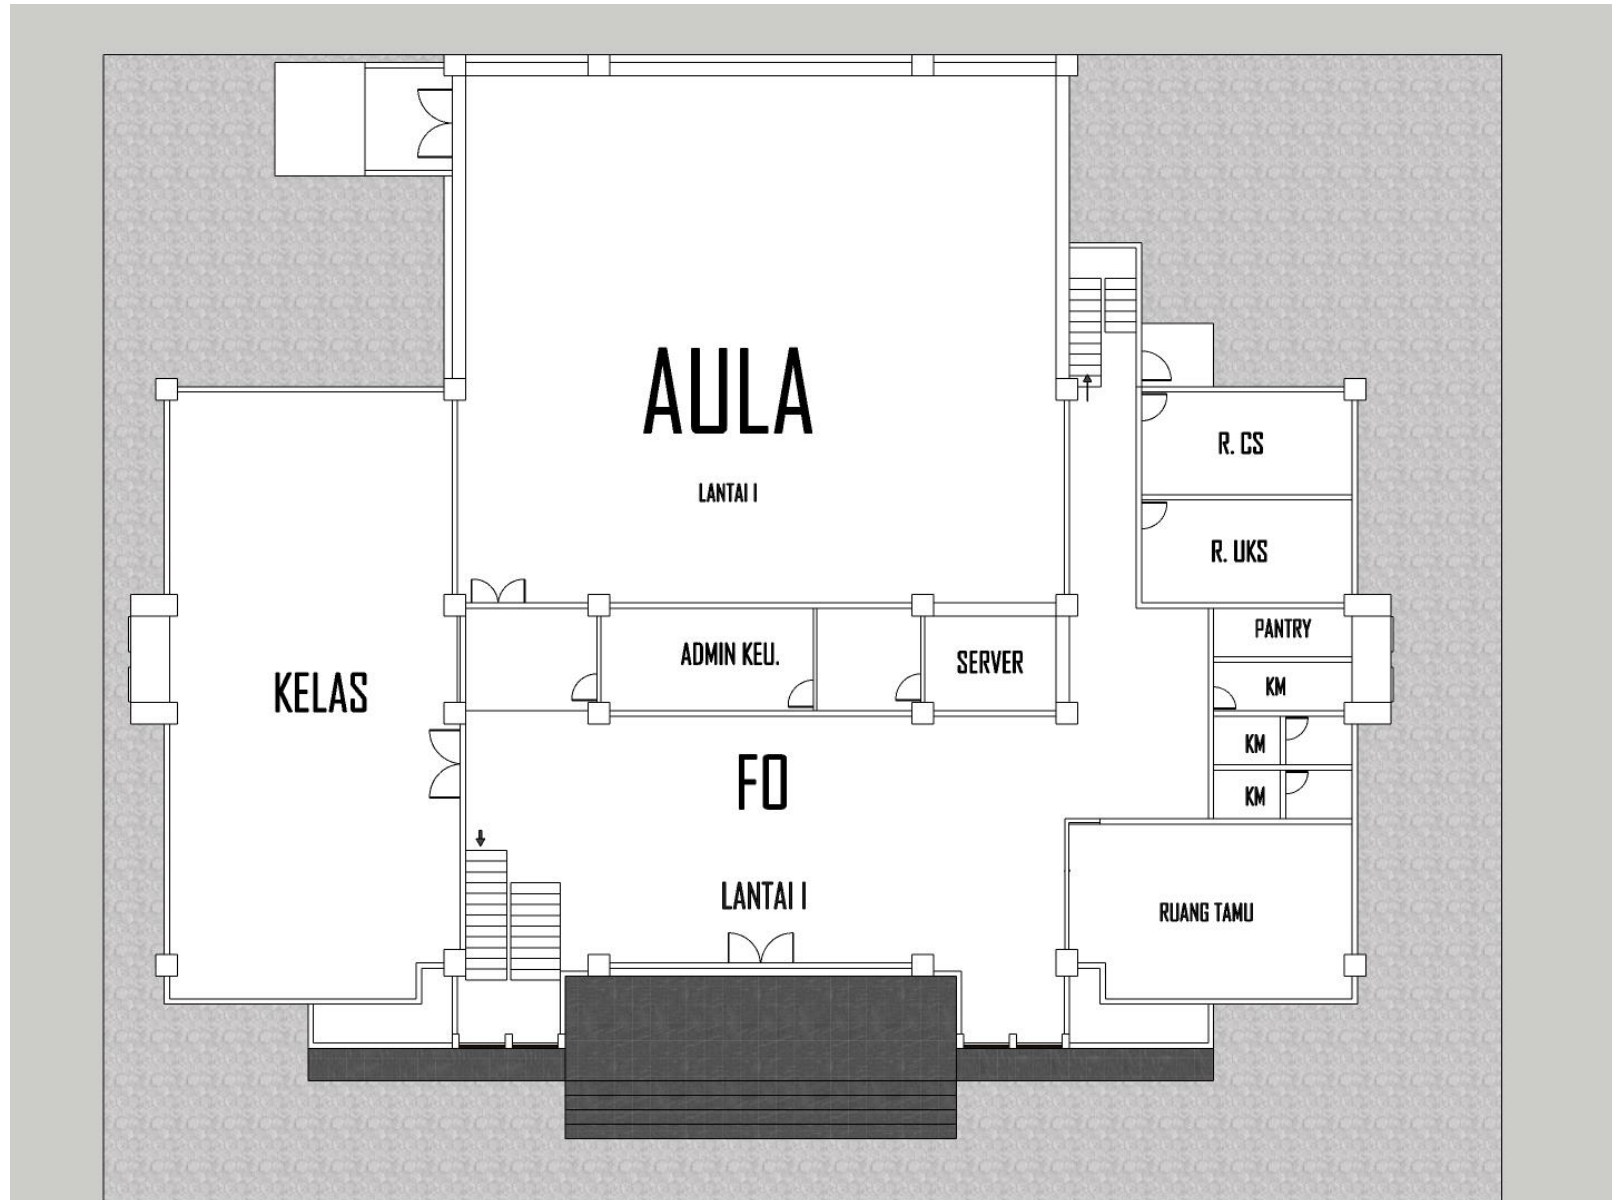 AULA
LANTAI I
R. CS
R. UKS
PANTRY
ADMIN KEU.
SERVER
KM
KELAS
KM
FO
KM
LANTAI I
RUANG TAMU